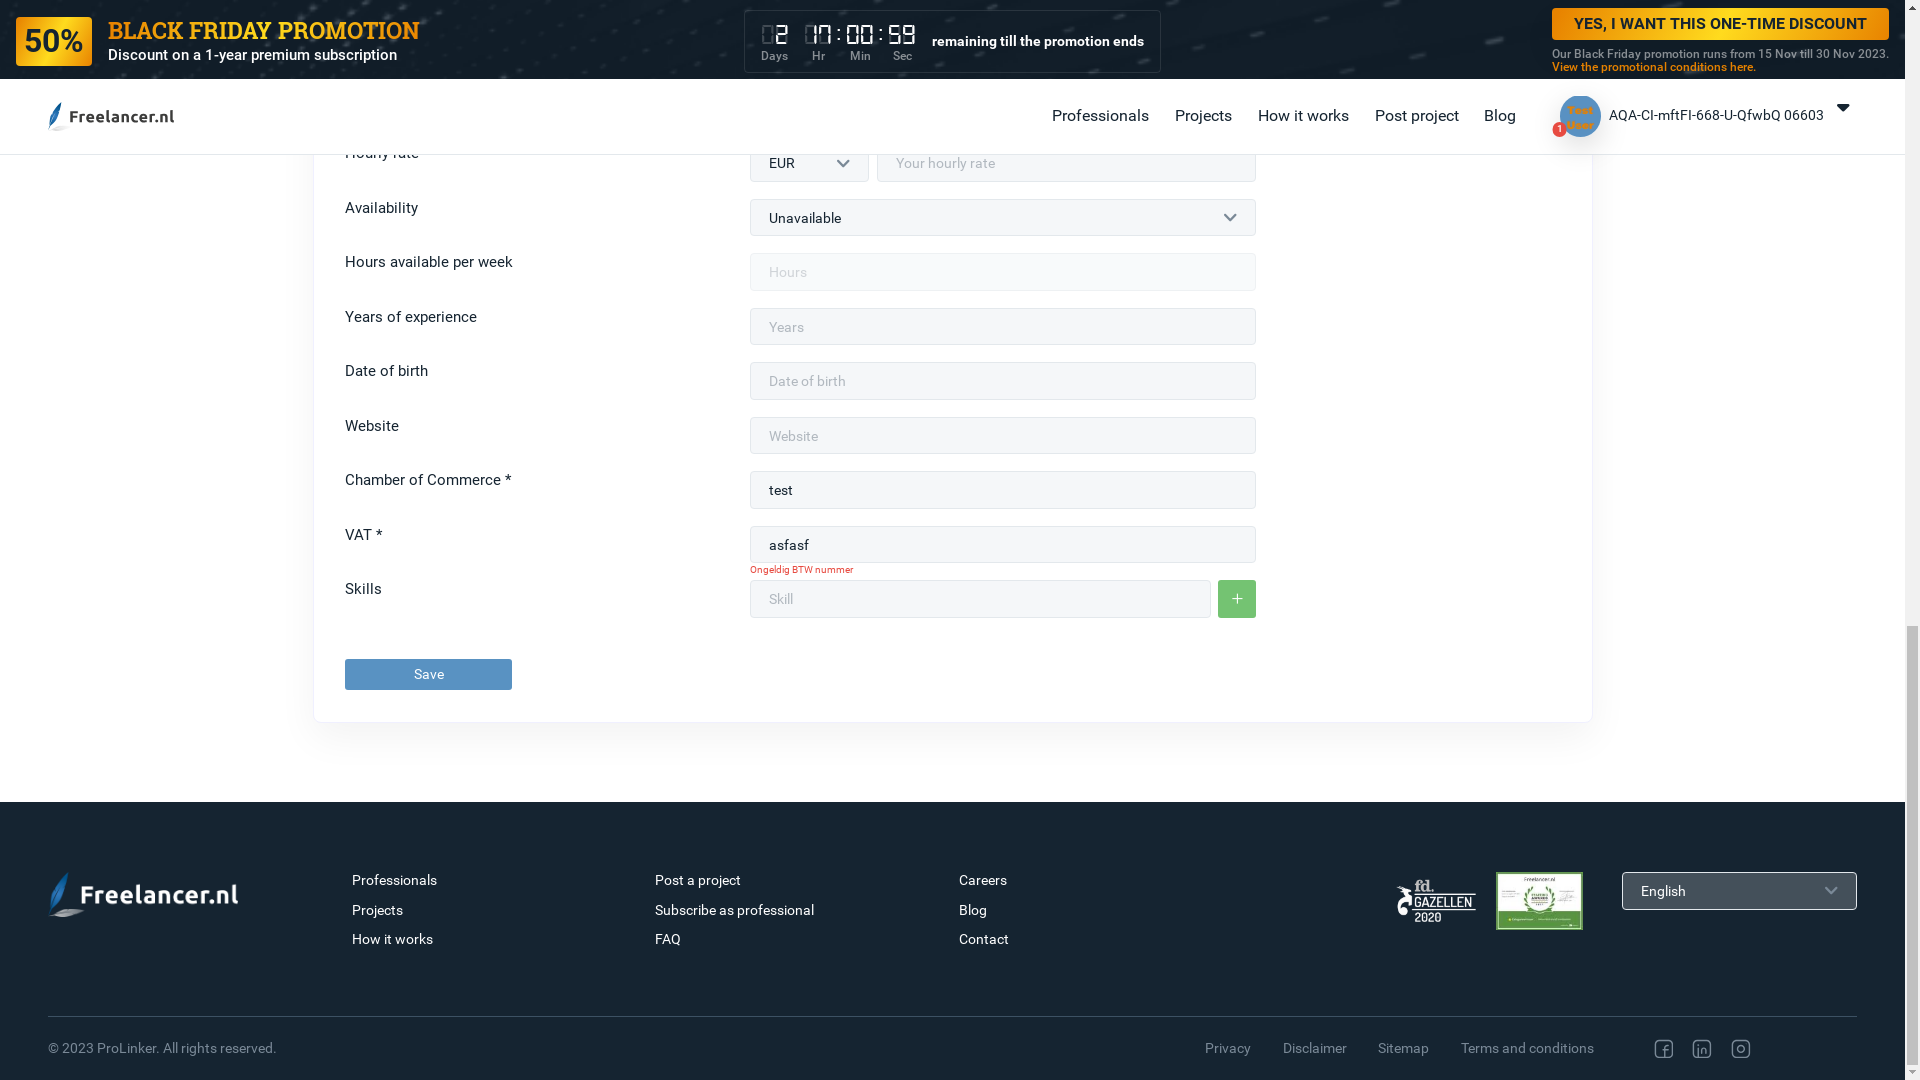 50%
BLACK FRIDAY PROMOTION
Discount on a 1-year premium subscription
2 17 : 00 : 59
Days Hr Min Sec
remaining till the promotion ends
YES, I WANT THIS ONE-TIME DISCOUNT
Our Black Friday promotion runs from 15 Nov till 30 Nov 2023.
View the promotional conditions here.
Freelancer.nl
Professionals Projects How it works Post project Blog
Test
User
1
AQA-CI-mftFI-668-U-QfwbQ 06603
Hourly rate
EUR
Your hourly rate
Availability
Unavailable
Hours available per week
Hours
Years of experience
Years
Date of birth
Date of birth
Website
Website
Chamber of Commerce *
test
VAT *
asfasf
Ongeldig BTW nummer
Skills
Skill
+
Save
Freelancer.nl
Professionals
Projects
How it works
Post a project
Subscribe as professional
FAQ
Careers
Blog
Contact
fd.
GAZELLEN
2020
Freelancer.nl
English
© 2023 ProLinker. All rights reserved.
Privacy Disclaimer Sitemap Terms and conditions